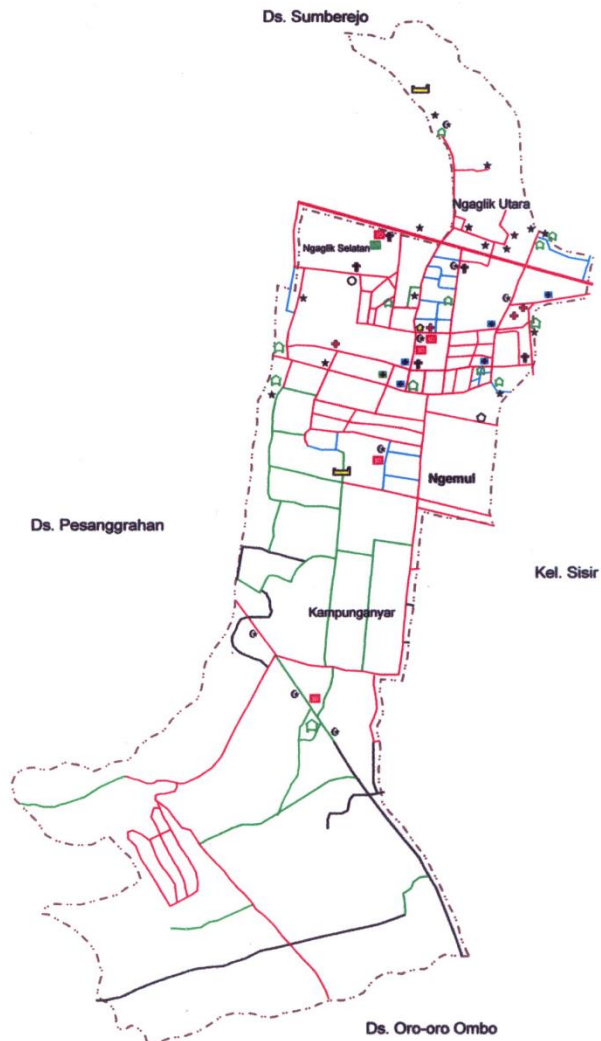 Ds. Sumberejo
Ngaglik Utara
Ngaglik Selatan
Ngemul
Ds. Pesanggrahan
Kel. Sisir
Kampunganyar
Ds. Oro-oro Ombo